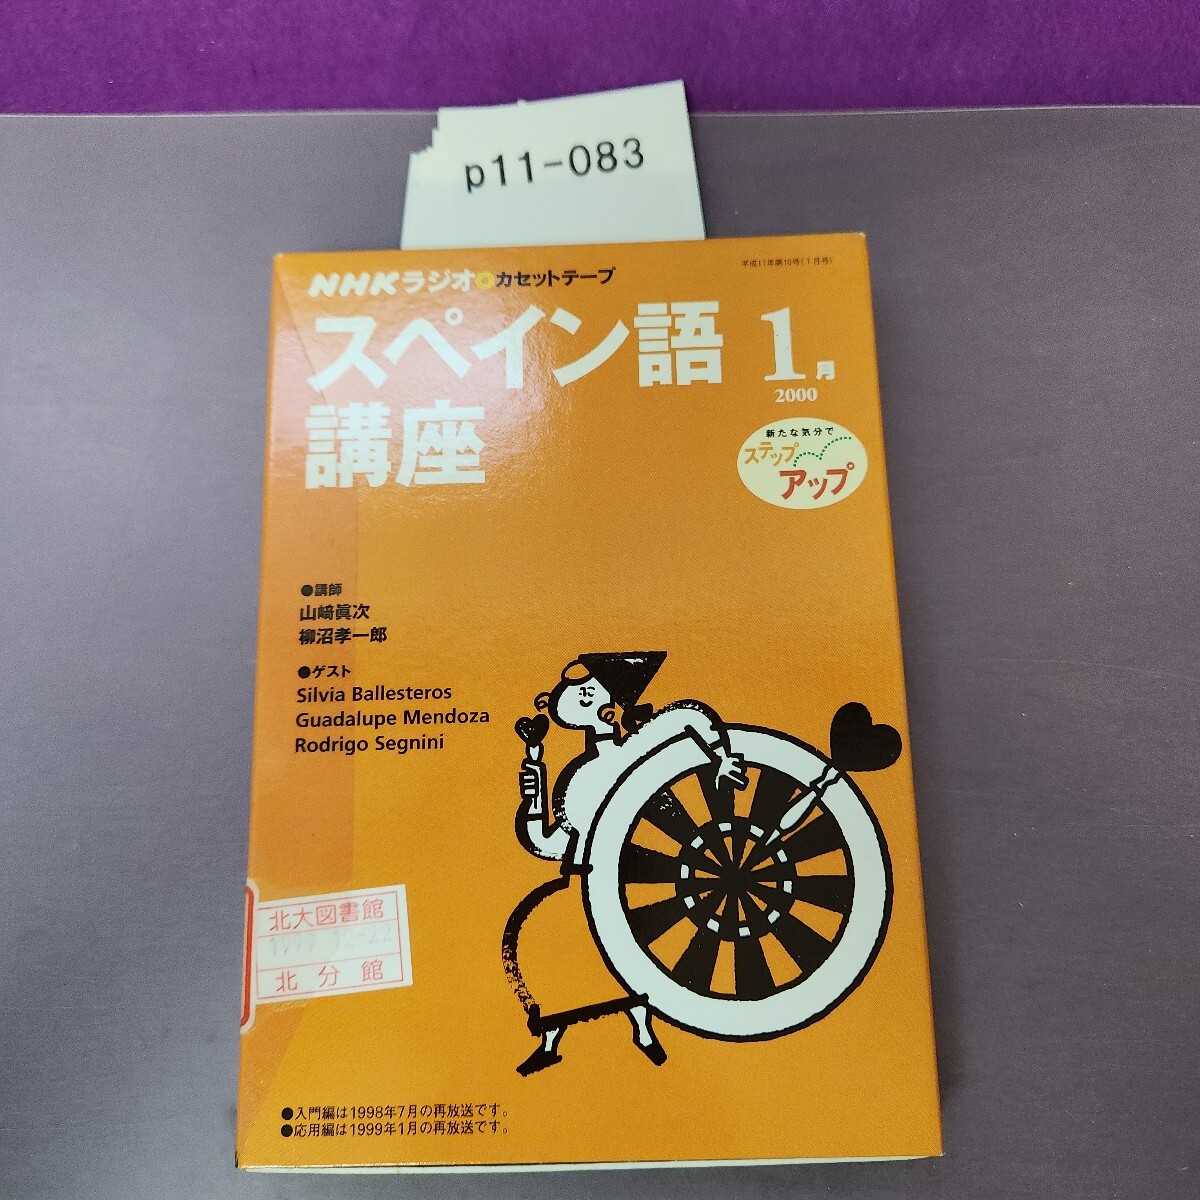 p11-083
NHKラジオ カセットテープ
平成11年第10号(1月号)
スペイン語
講座
1月
2000
新たな気分で
ステップ
アップ
●講師
山﨑眞次
柳沼孝一郎
●ゲスト
Silvia Ballesteros
Guadalupe Mendoza
Rodrigo Segnini
北大図書館
1999 12-22
北分館
●入門編は1998年7月の再放送です。
●応用編は1999年1月の再放送です。